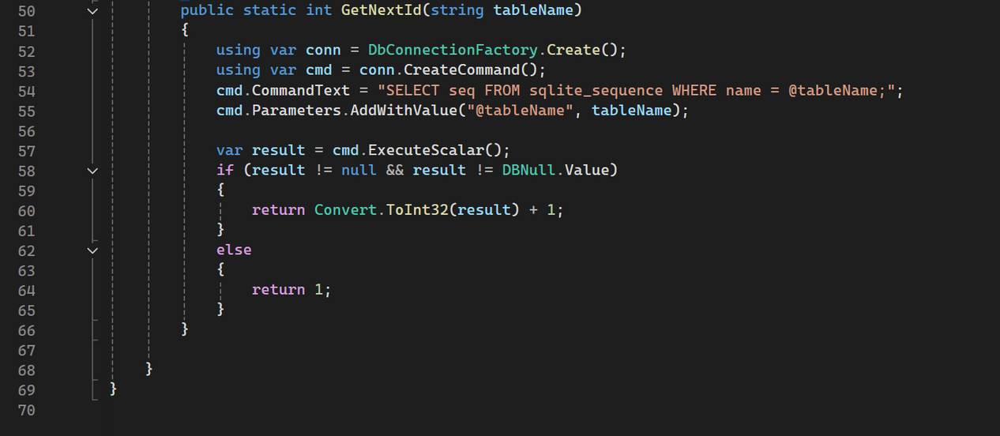 50 public static int GetNextId(string tableName)
51 {
52 using var conn = DbConnectionFactory.Create();
53 using var cmd = conn.CreateCommand();
54 cmd.CommandText = "SELECT seq FROM sqlite_sequence WHERE name = @tableName;";
55 cmd.Parameters.AddWithValue("@tableName", tableName);
56
57 var result = cmd.ExecuteScalar();
58 if (result != null && result != DBNull.Value)
59 {
60 return Convert.ToInt32(result) + 1;
61 }
62 else
63 {
64 return 1;
65 }
66 }
67
68 }
69 }
70